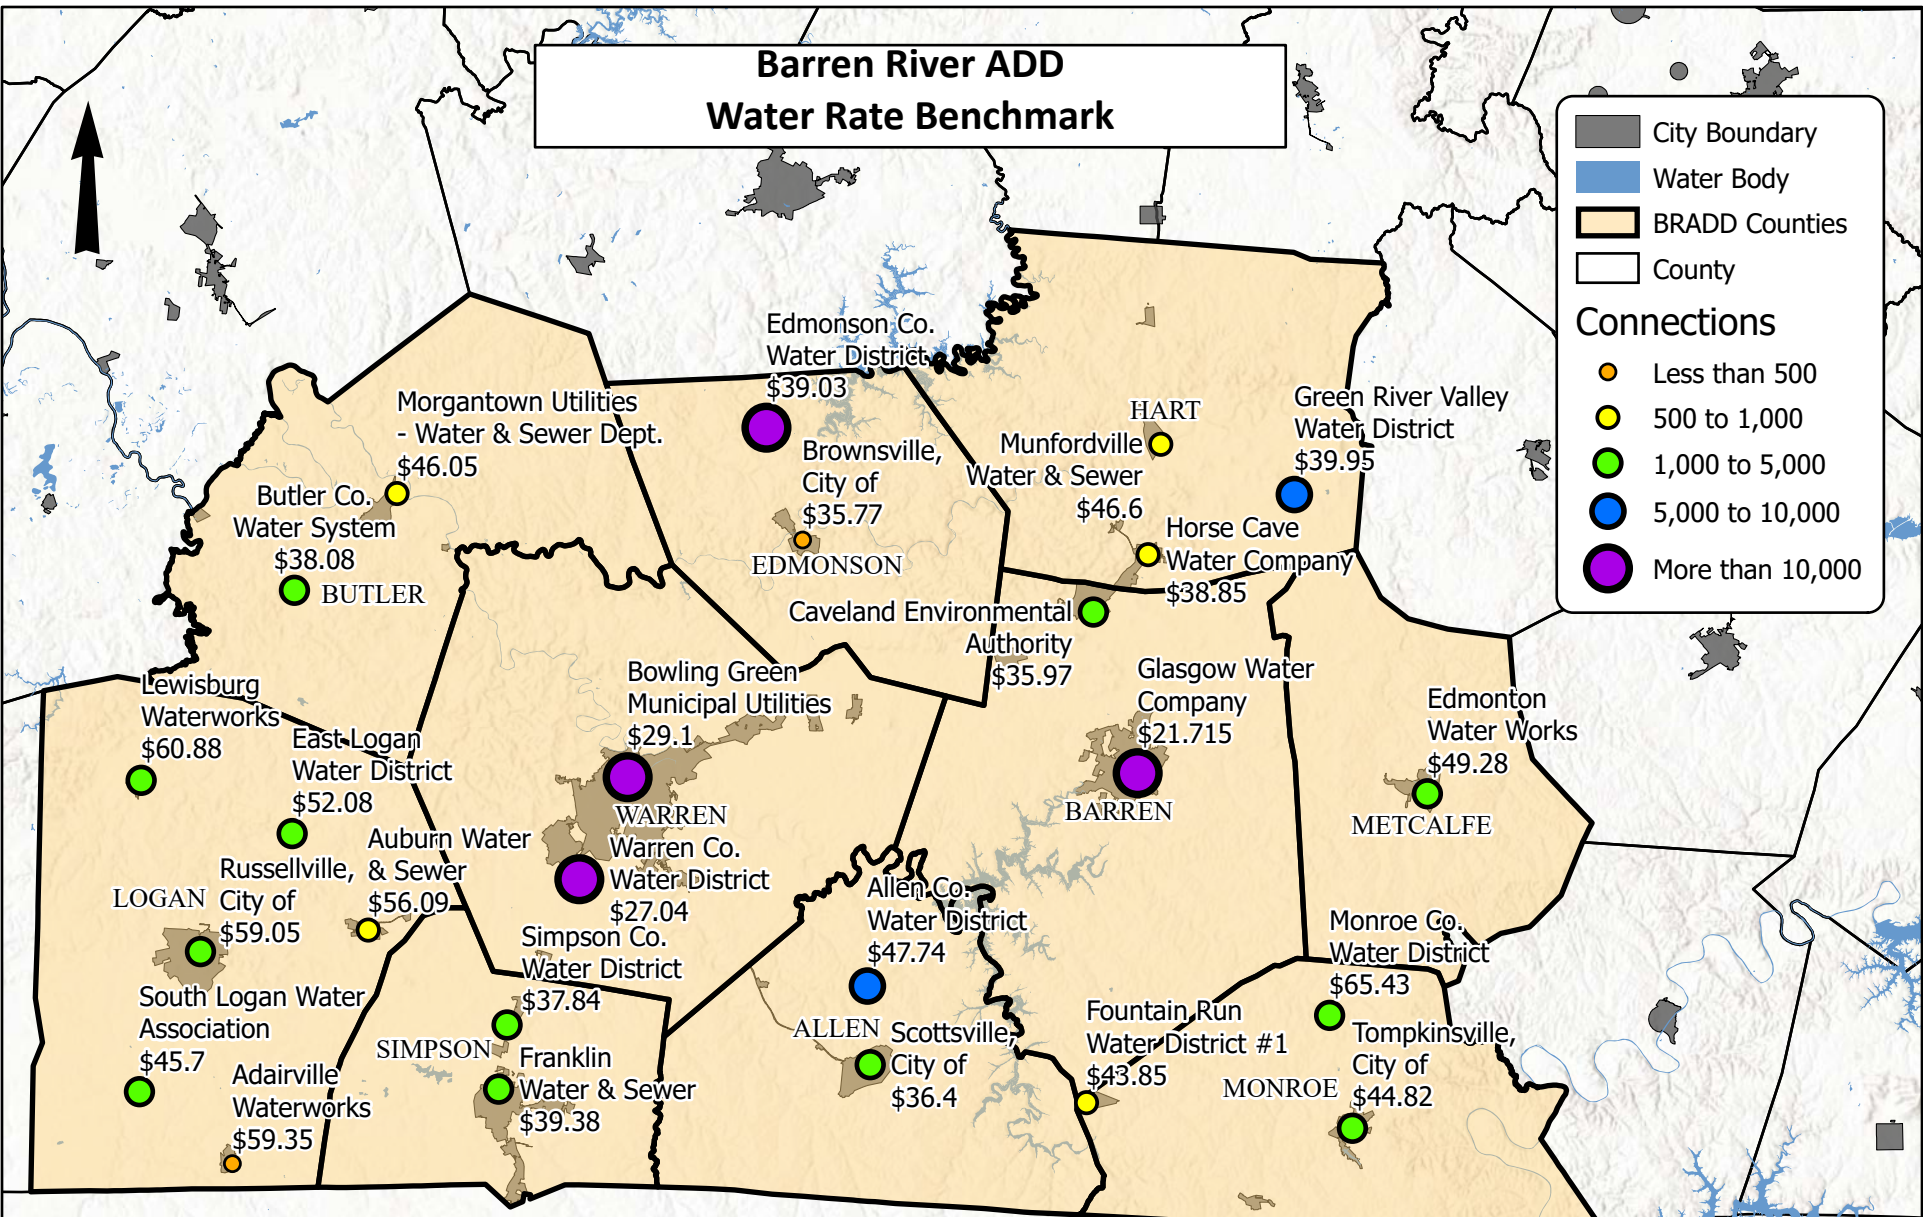 Barren River ADD
Water Rate Benchmark
City Boundary
Water Body
BRADD Counties
County
Connections
Less than 500
500 to 1,000
1,000 to 5,000
5,000 to 10,000
More than 10,000
Edmonson Co.
Water District
$39.03
Morgantown Utilities
- Water & Sewer Dept.
$46.05
Brownsville,
City of
$35.77
EDMONSON
HART
Munfordville
Water & Sewer
$46.6
Green River Valley
Water District
$39.95
Horse Cave
Water Company
$38.85
Butler Co.
Water System
$38.08
BUTLER
Caveland Environmental
Authority
$35.97
Lewisburg
Waterworks
$60.88
East Logan
Water District
$52.08
Bowling Green
Municipal Utilities
$29.1
WARREN
Glasgow Water
Company
$21.715
BARREN
Edmonton
Water Works
$49.28
METCALFE
Auburn Water
& Sewer
$56.09
Russellville,
City of
$59.05
LOGAN
Warren Co.
Water District
$27.04
Simpson Co.
Water District
$37.84
Allen Co.
Water District
$47.74
Monroe Co.
Water District
$65.43
South Logan Water
Association
$45.7
Adairville
Waterworks
$59.35
SIMPSON
Franklin
Water & Sewer
$39.38
ALLEN
Scottsville,
City of
$36.4
Fountain Run
Water District #1
$43.85
MONROE
Tompkinsville,
City of
$44.82